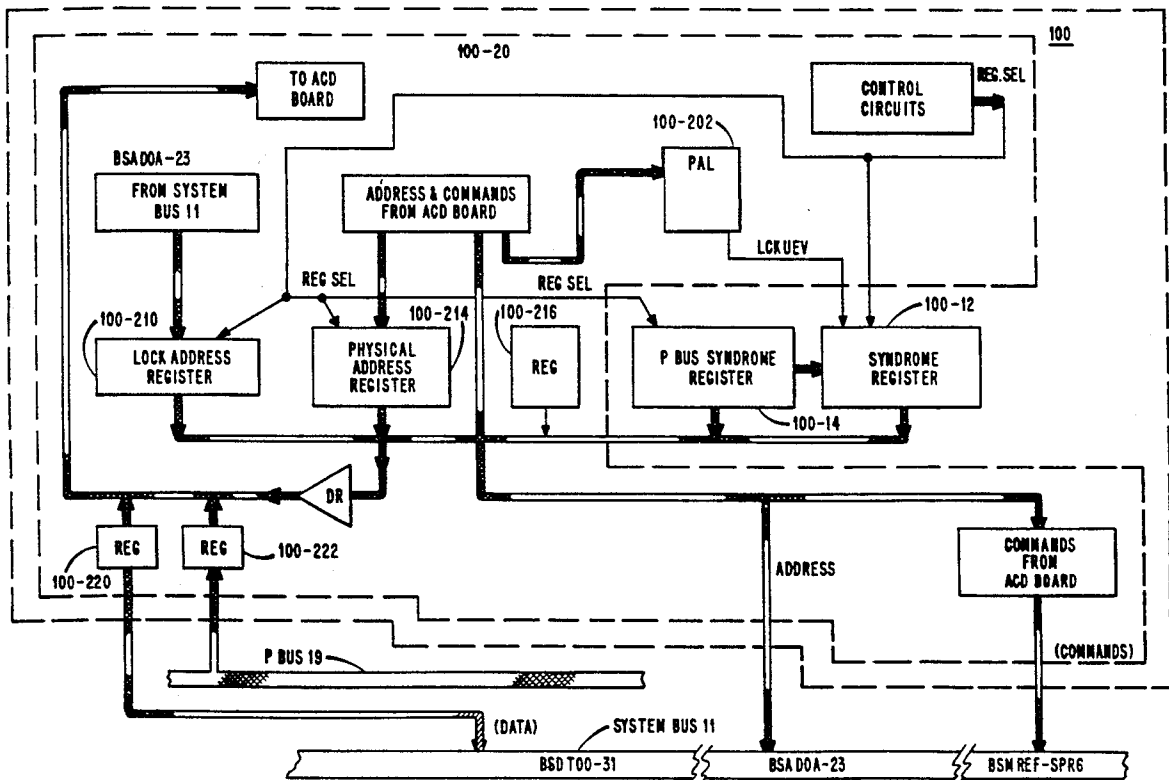 100-20
100
TO ACD
BOARD
CONTROL
CIRCUITS
REG.SEL
100-202
PAL
BSADOA-23
FROM SYSTEM
BUS 11
ADDRESS & COMMANDS
FROM ACD BOARD
LCKUEV
REG SEL
REG SEL
100-210
100-214
100-216
100-12
LOCK ADDRESS
REGISTER
PHYSICAL
ADDRESS
REGISTER
REG
P BUS SYNDROME
REGISTER
SYNDROME
REGISTER
100-14
DR
REG
REG
100-222
100-220
ADDRESS
COMMANDS
FROM
ACD BOARD
P BUS 19
(COMMANDS)
(DATA)
SYSTEM BUS 11
BSDT00-31
BSADOA-23
BSMREF-SPR6